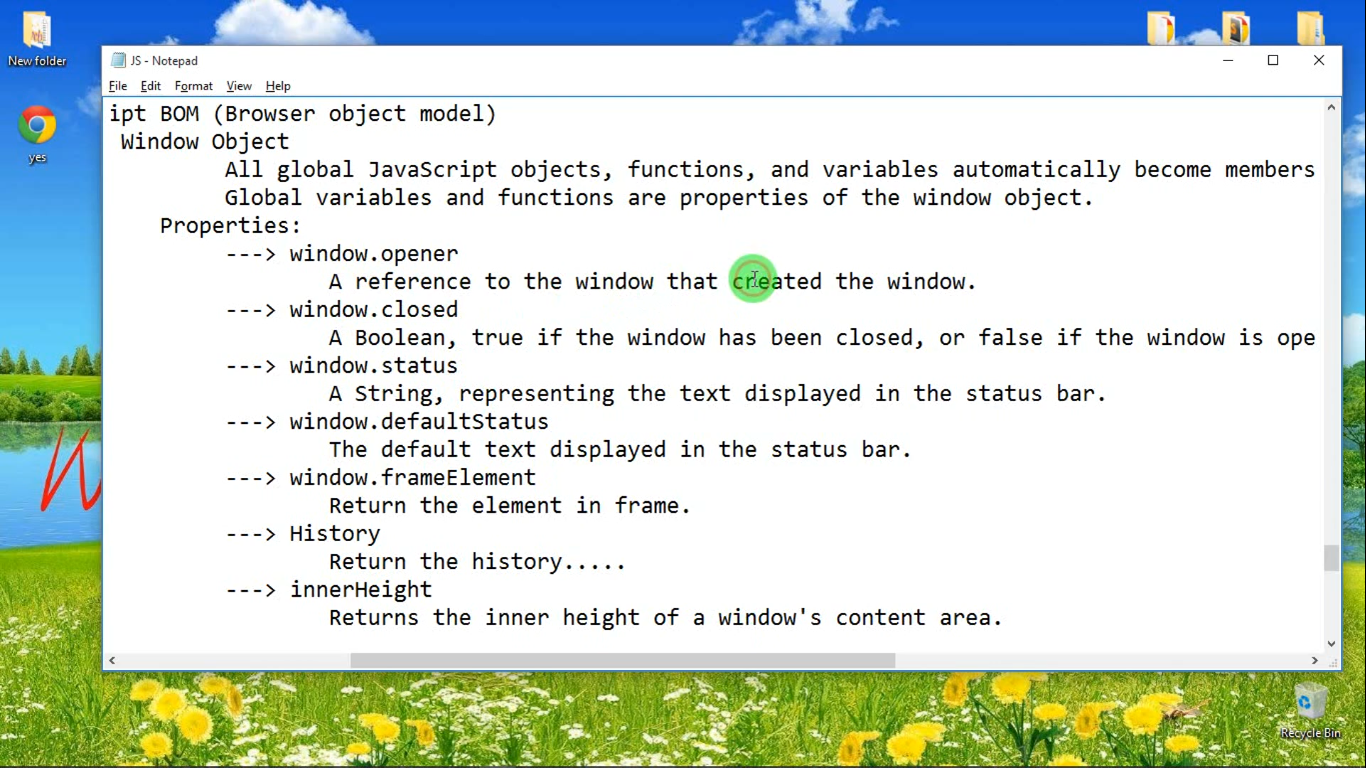 New folder
yes
JS - Notepad
File Edit Format View Help
ipt BOM (Browser object model)
Window Object
All global JavaScript objects, functions, and variables automatically become members
Global variables and functions are properties of the window object.
Properties:
---> window.opener
A reference to the window that created the window.
---> window.closed
A Boolean, true if the window has been closed, or false if the window is ope
---> window.status
A String, representing the text displayed in the status bar.
---> window.defaultStatus
The default text displayed in the status bar.
---> window.frameElement
Return the element in frame.
---> History
Return the history.....
---> innerHeight
Returns the inner height of a window's content area.
Recycle Bin